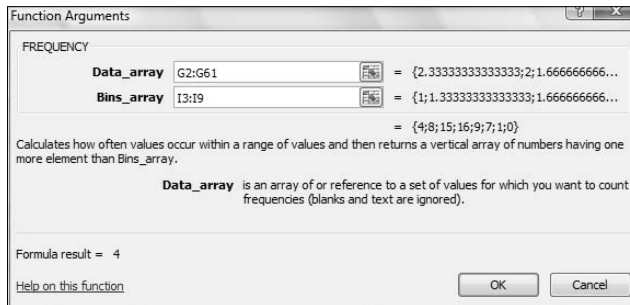 Function Arguments
FREQUENCY
Data_array G2:G61 = {2.33333333333333;2;1.666666666...
Bins_array I3:I9 = {1;1.33333333333333;1.666666666...
= {4;8;15;16;9;7;1;0}
Calculates how often values occur within a range of values and then returns a vertical array of numbers having one
more element than Bins_array.
Data_array is an array of or reference to a set of values for which you want to count
frequencies (blanks and text are ignored).
Formula result = 4
Help on this function
OK Cancel